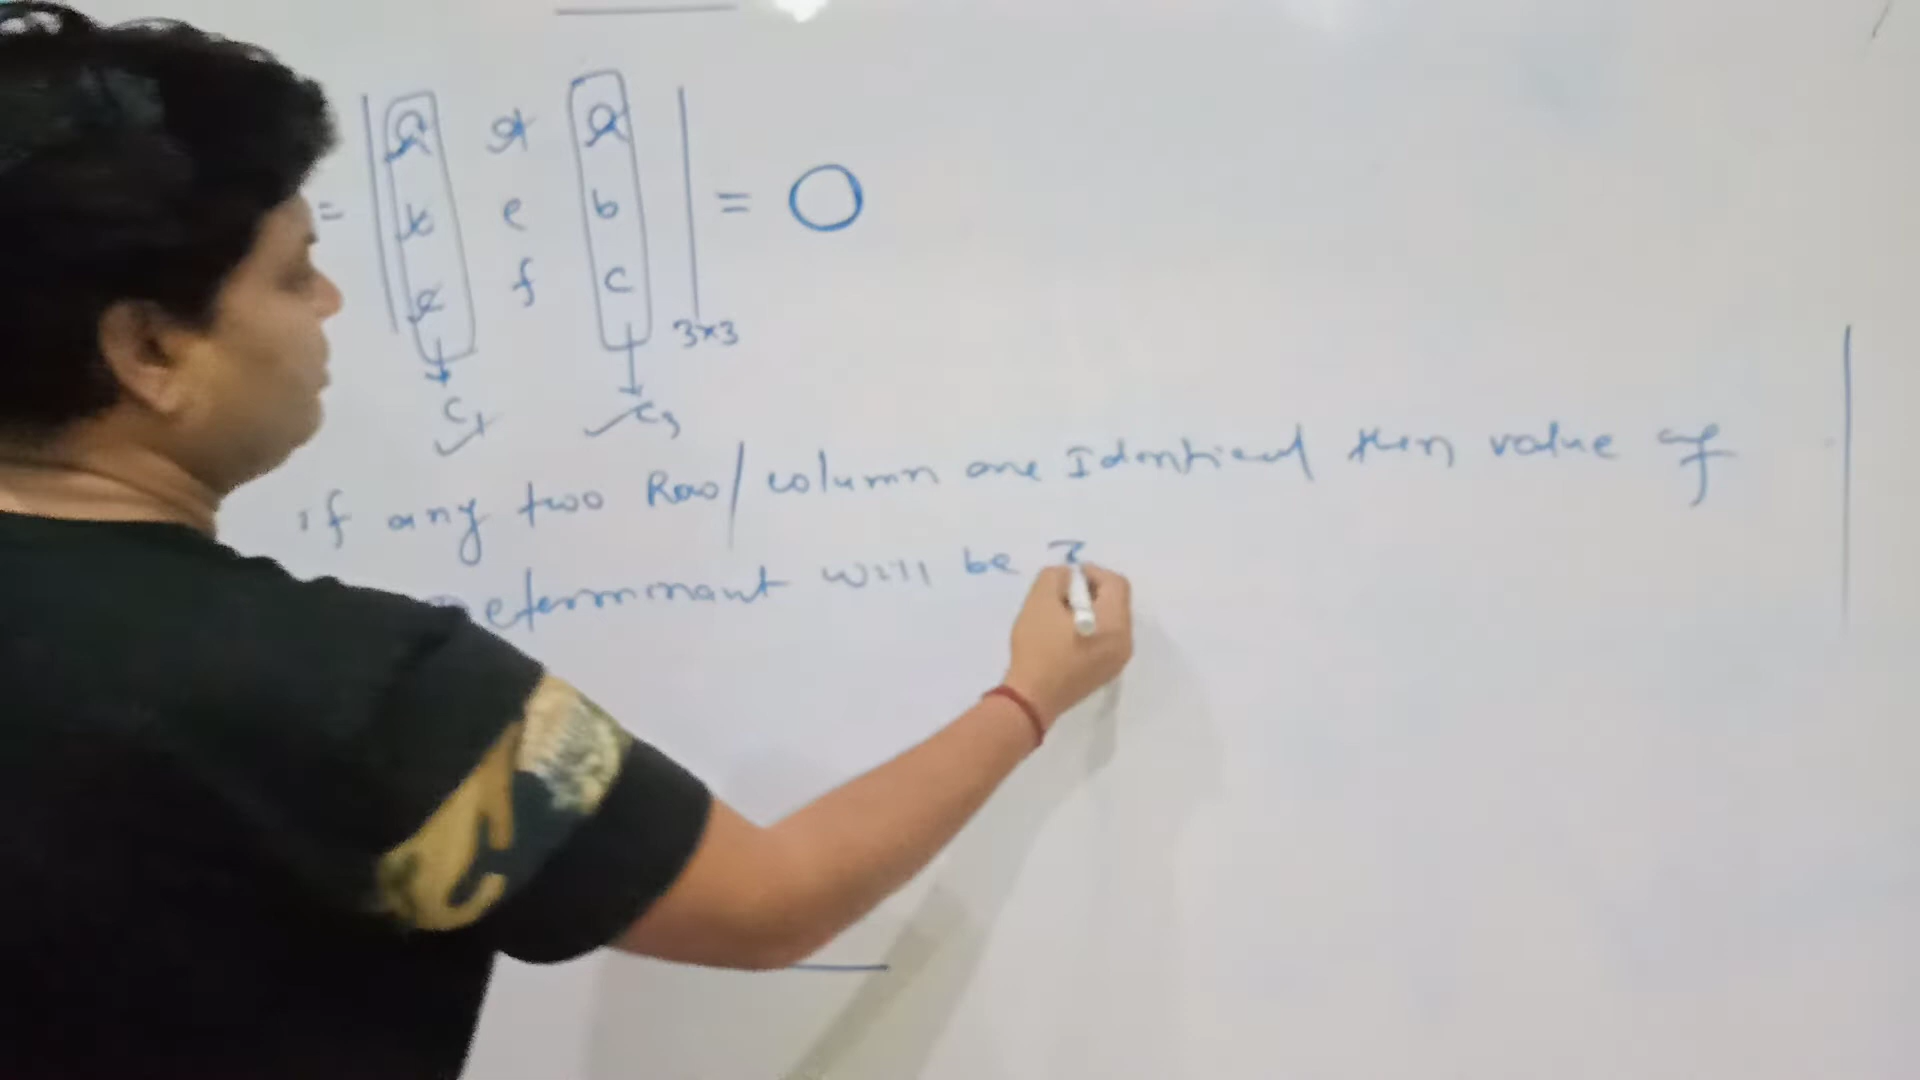 a d a
= b e b = 0
c f c
3×3
C1 C3
if any two Row/column are Identical then value of
Determinant will be Z